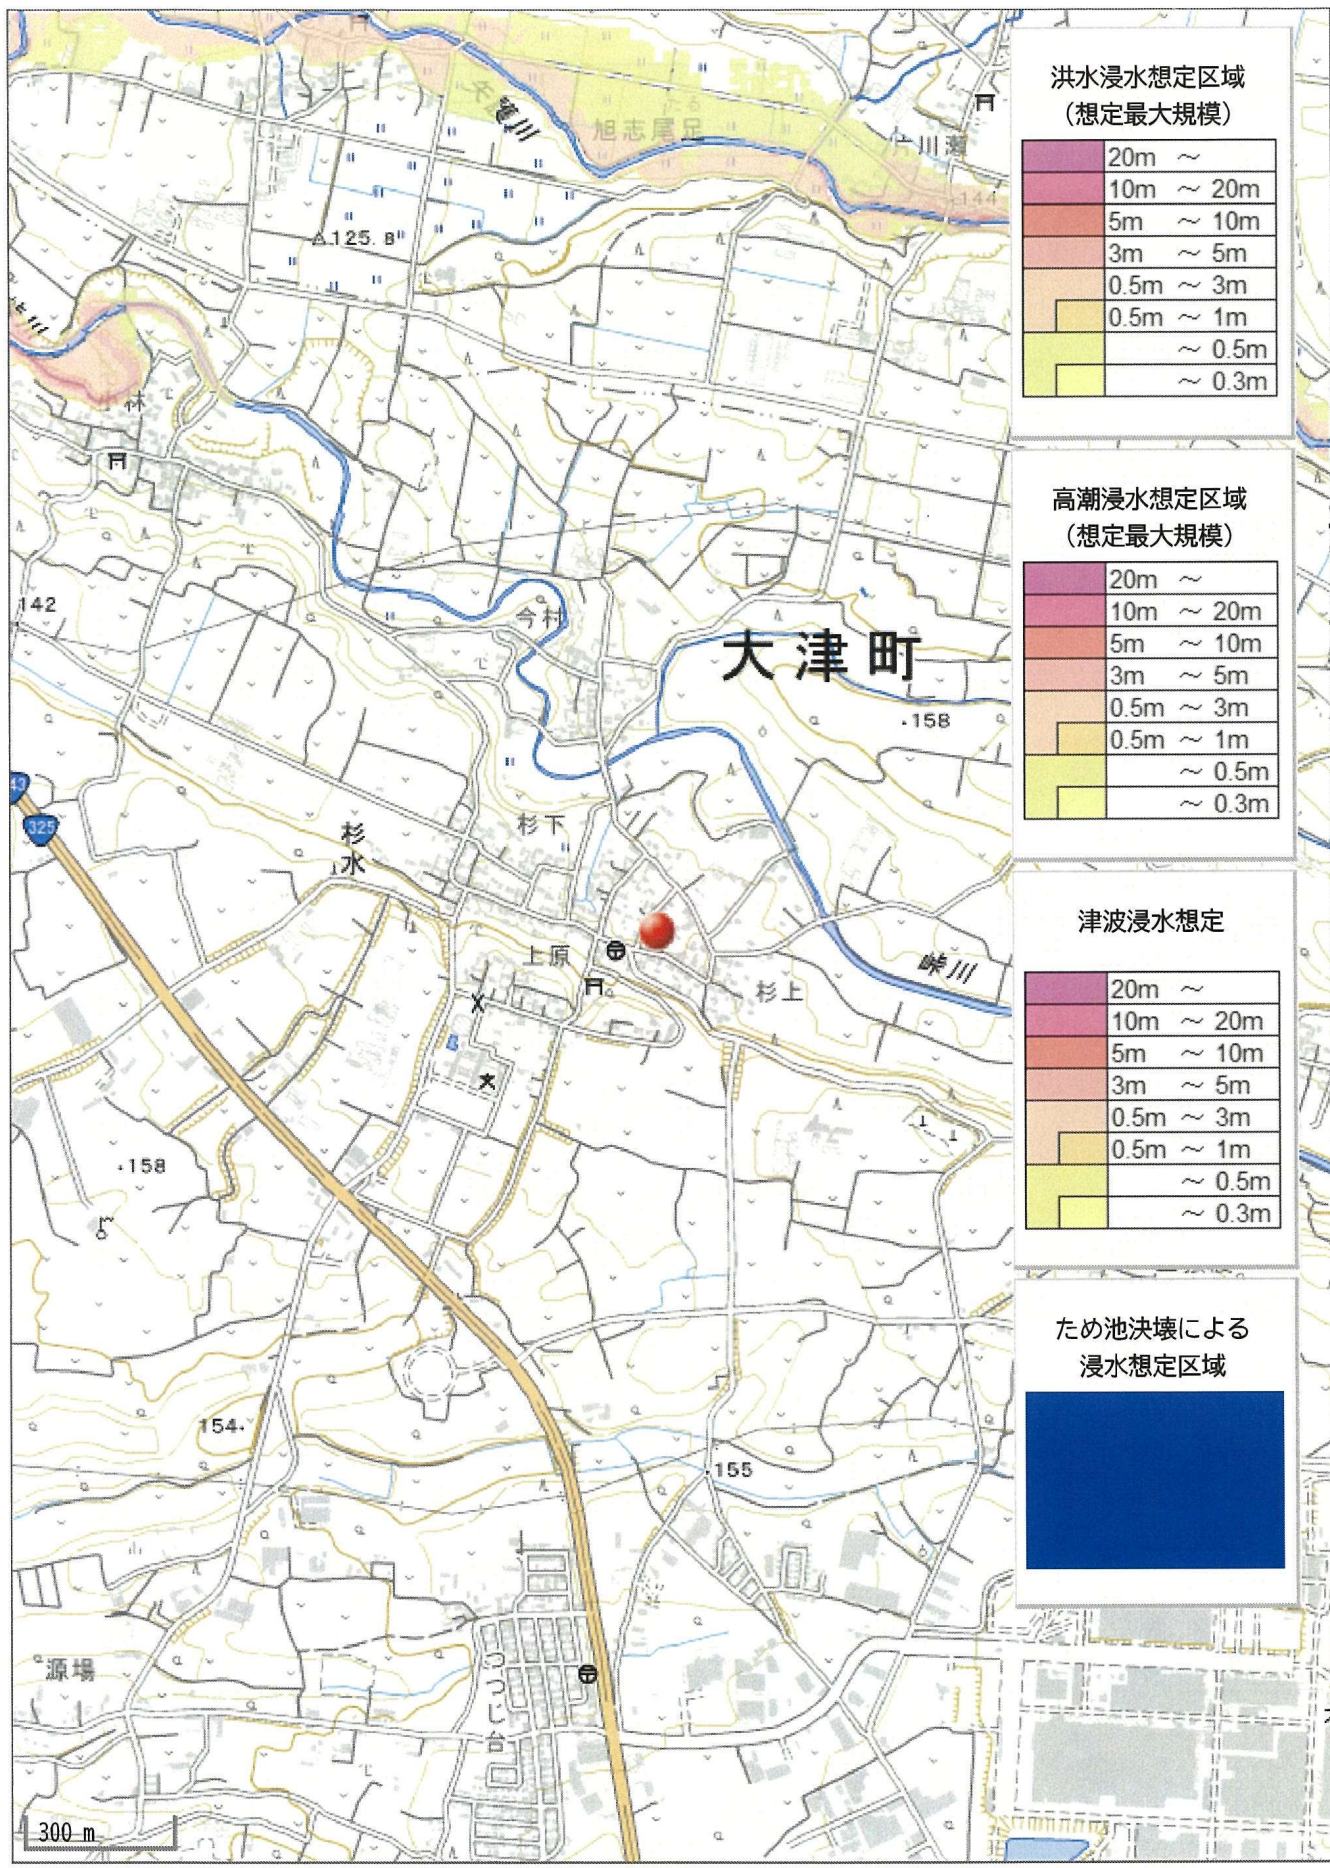 洪水浸水想定区域
(想定最大規模)
20m ～
10m ～ 20m
5m ～ 10m
3m ～ 5m
0.5m ～ 3m
0.5m ～ 1m
～ 0.5m
～ 0.3m
高潮浸水想定区域
(想定最大規模)
20m ～
10m ～ 20m
5m ～ 10m
3m ～ 5m
0.5m ～ 3m
0.5m ～ 1m
～ 0.5m
～ 0.3m
津波浸水想定
20m ～
10m ～ 20m
5m ～ 10m
3m ～ 5m
0.5m ～ 3m
0.5m ～ 1m
～ 0.5m
～ 0.3m
ため池決壊による
浸水想定区域
旭志尾足
川瀬
144
125.8
林
142
今村
大津町
158
43
325
杉水
杉下
上原
杉上
峠川
158
154
155
源場
つつじ台
300 m